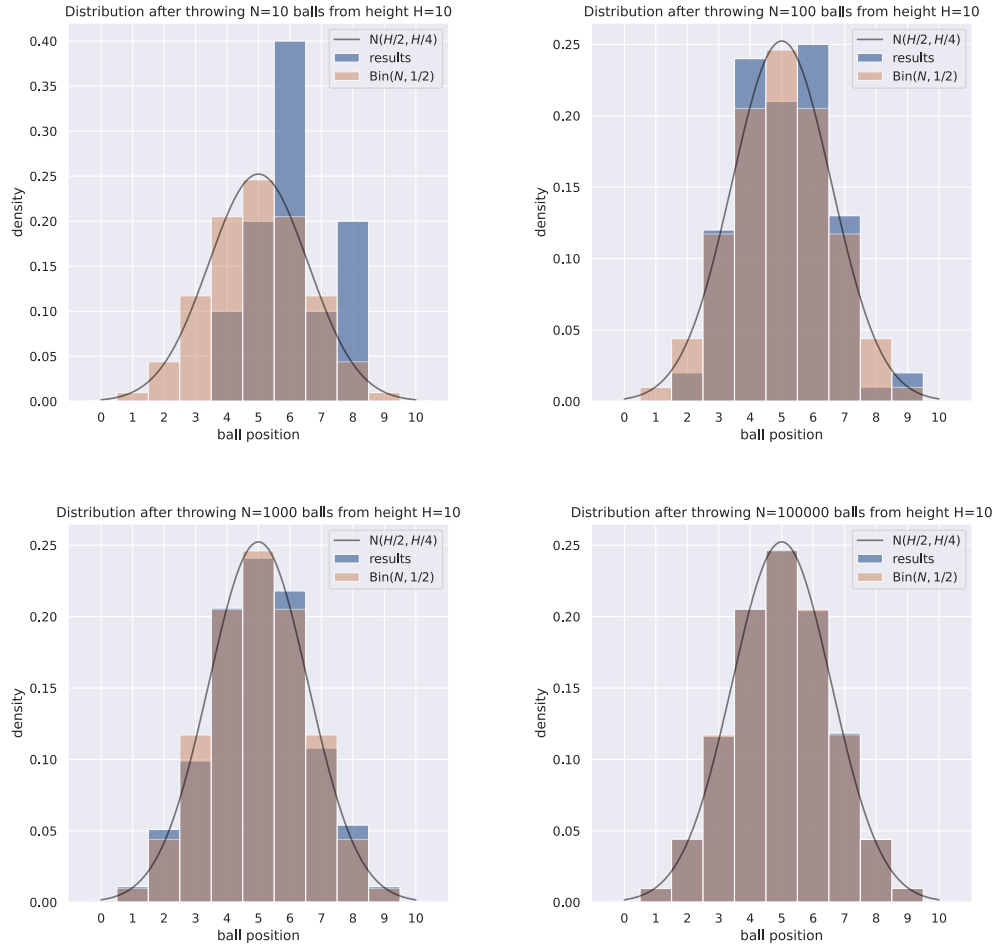 Distribution after throwing N=10 balls from height H=10
N(H/2, H/4)
results
Bin(N, 1/2)
0.40
0.35
0.30
0.25
0.20
0.15
0.10
0.05
0.00
density
0 1 2 3 4 5 6 7 8 9 10
ball position
Distribution after throwing N=100 balls from height H=10
N(H/2, H/4)
results
Bin(N, 1/2)
0.25
0.20
0.15
0.10
0.05
0.00
density
0 1 2 3 4 5 6 7 8 9 10
ball position
Distribution after throwing N=1000 balls from height H=10
N(H/2, H/4)
results
Bin(N, 1/2)
0.25
0.20
0.15
0.10
0.05
0.00
density
0 1 2 3 4 5 6 7 8 9 10
ball position
Distribution after throwing N=100000 balls from height H=10
N(H/2, H/4)
results
Bin(N, 1/2)
0.25
0.20
0.15
0.10
0.05
0.00
density
0 1 2 3 4 5 6 7 8 9 10
ball position